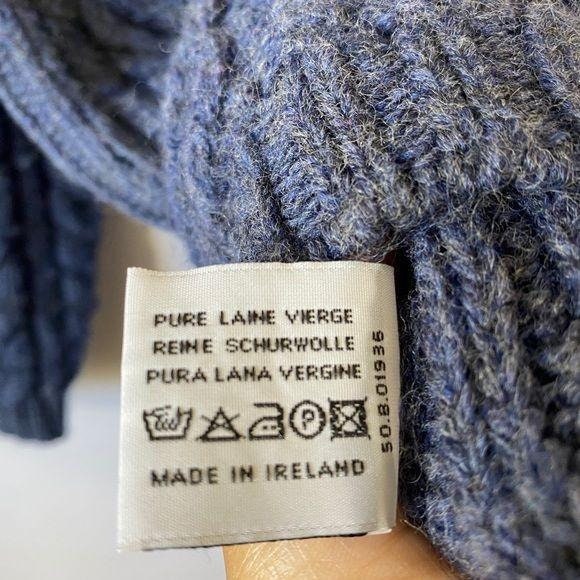 PURE LAINE VIERGE
REINE SCHURWOLLE
PURA LANA VERGINE
P
MADE IN IRELAND
50.8.01936